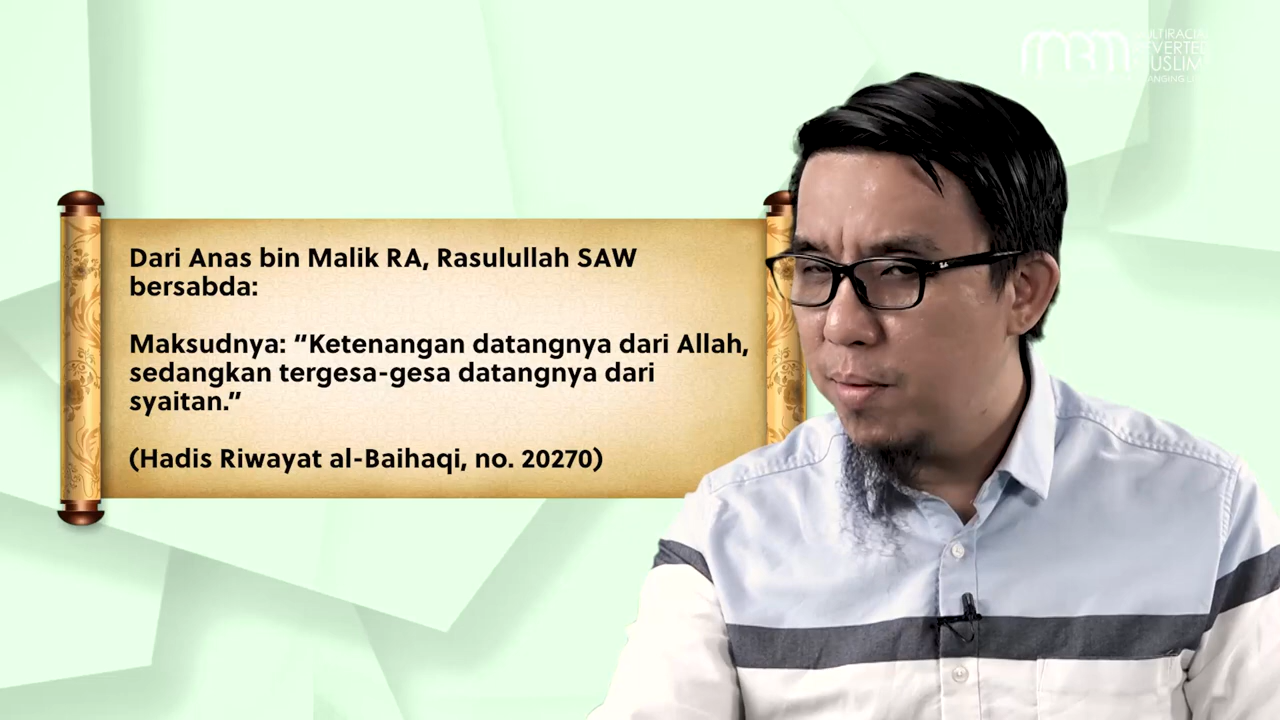 Dari Anas bin Malik RA, Rasulullah SAW
bersabda:
Maksudnya: “Ketenangan datangnya dari Allah,
sedangkan tergesa-gesa datangnya dari
syaitan.”
(Hadis Riwayat al-Baihaqi, no. 20270)
mrm